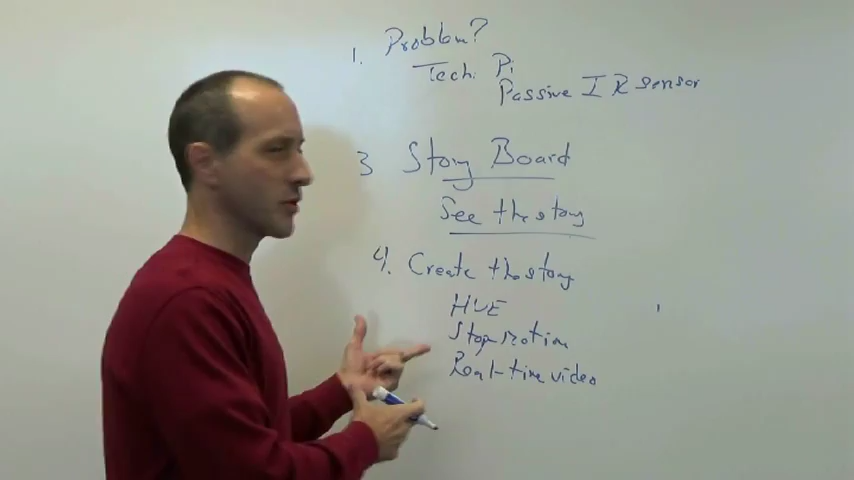 1. Problem?
Tech. Pi
Passive IR sensor
3 Story Board
See the story
4. Create the story
HUE
Stop Motion
Real-time video